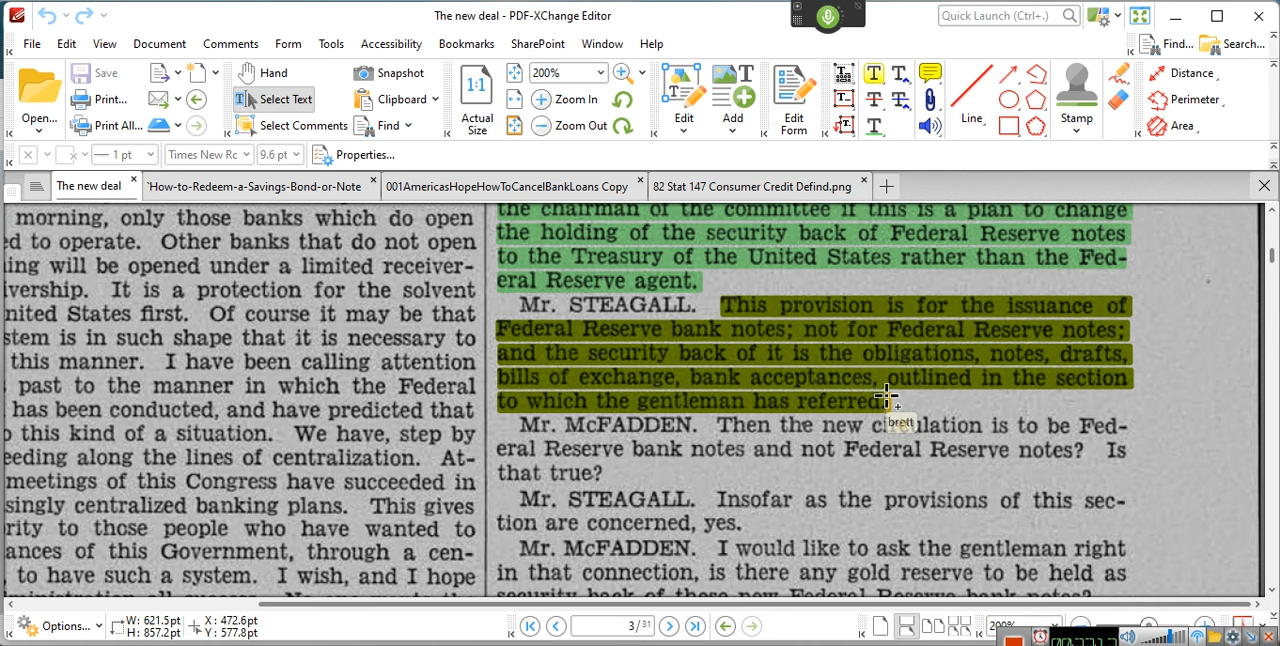 The new deal - PDF-XChange Editor
Quick Launch (Ctrl+.)
File Edit View Document Comments Form Tools Accessibility Bookmarks SharePoint Window Help
Find... Search...
Open...
Save
Print...
Print All...
Hand
Select Text
Select Comments
Snapshot
Clipboard
Find
1:1
Actual Size
200%
Zoom In
Zoom Out
Edit
Add
Edit Form
Line
Stamp
Distance
Perimeter
Area
1 pt Times New Rc 9.6 pt Properties...
The new deal `How-to-Redeem-a-Savings-Bond-or-Note 001AmericasHopeHowToCancelBankLoans Copy 82 Stat 147 Consumer Credit Defind.png
morning, only those banks which do open
ed to operate. Other banks that do not open
ing will be opened under a limited receiver-
vership. It is a protection for the solvent
nited States first. Of course it may be that
stem is in such shape that it is necessary to
this manner. I have been calling attention
past to the manner in which the Federal
has been conducted, and have predicted that
this kind of a situation. We have, step by
eeding along the lines of centralization. At-
meetings of this Congress have succeeded in
singly centralized banking plans. This gives
rity to those people who have wanted to
ances of this Government, through a cen-
to have such a system. I wish, and I hope
the chairman of the committee if this is a plan to change
the holding of the security back of Federal Reserve notes
to the Treasury of the United States rather than the Fed-
eral Reserve agent.
Mr. STEAGALL. This provision is for the issuance of
Federal Reserve bank notes; not for Federal Reserve notes;
and the security back of it is the obligations, notes, drafts,
bills of exchange, bank acceptances, outlined in the section
to which the gentleman has referred.
brett
Mr. McFADDEN. Then the new circulation is to be Fed-
eral Reserve bank notes and not Federal Reserve notes? Is
that true?
Mr. STEAGALL. Insofar as the provisions of this sec-
tion are concerned, yes.
Mr. McFADDEN. I would like to ask the gentleman right
in that connection, is there any gold reserve to be held as
security back of these new Federal Reserve bank notes?
Options... W: 621.5pt X: 472.6pt
H: 857.2pt Y: 577.8pt
3/31
200%